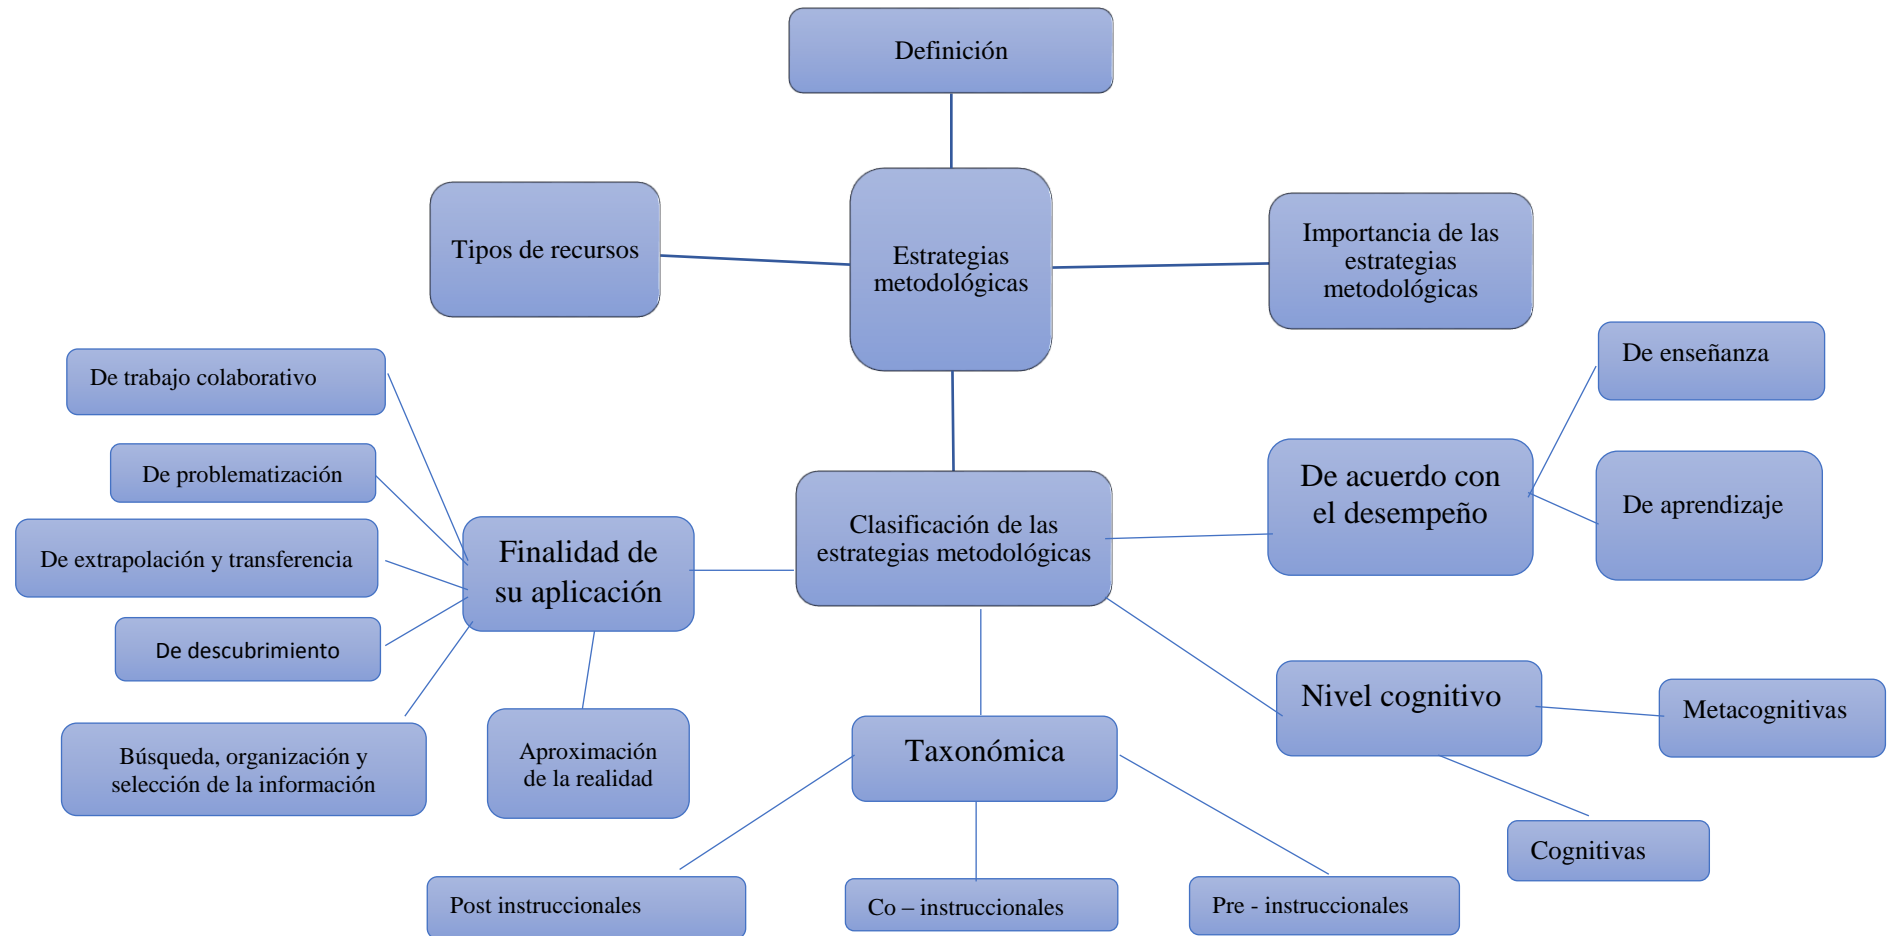 Definición
Tipos de recursos
Estrategias
metodológicas
Importancia de las
estrategias
metodológicas
De trabajo colaborativo
De enseñanza
De problematización
De acuerdo con
el desempeño
De aprendizaje
Clasificación de las
estrategias metodológicas
Finalidad de
su aplicación
De extrapolación y transferencia
De descubrimiento
Nivel cognitivo
Metacognitivas
Búsqueda, organización y
selección de la información
Aproximación
de la realidad
Taxonómica
Cognitivas
Post instruccionales
Co – instruccionales
Pre - instruccionales